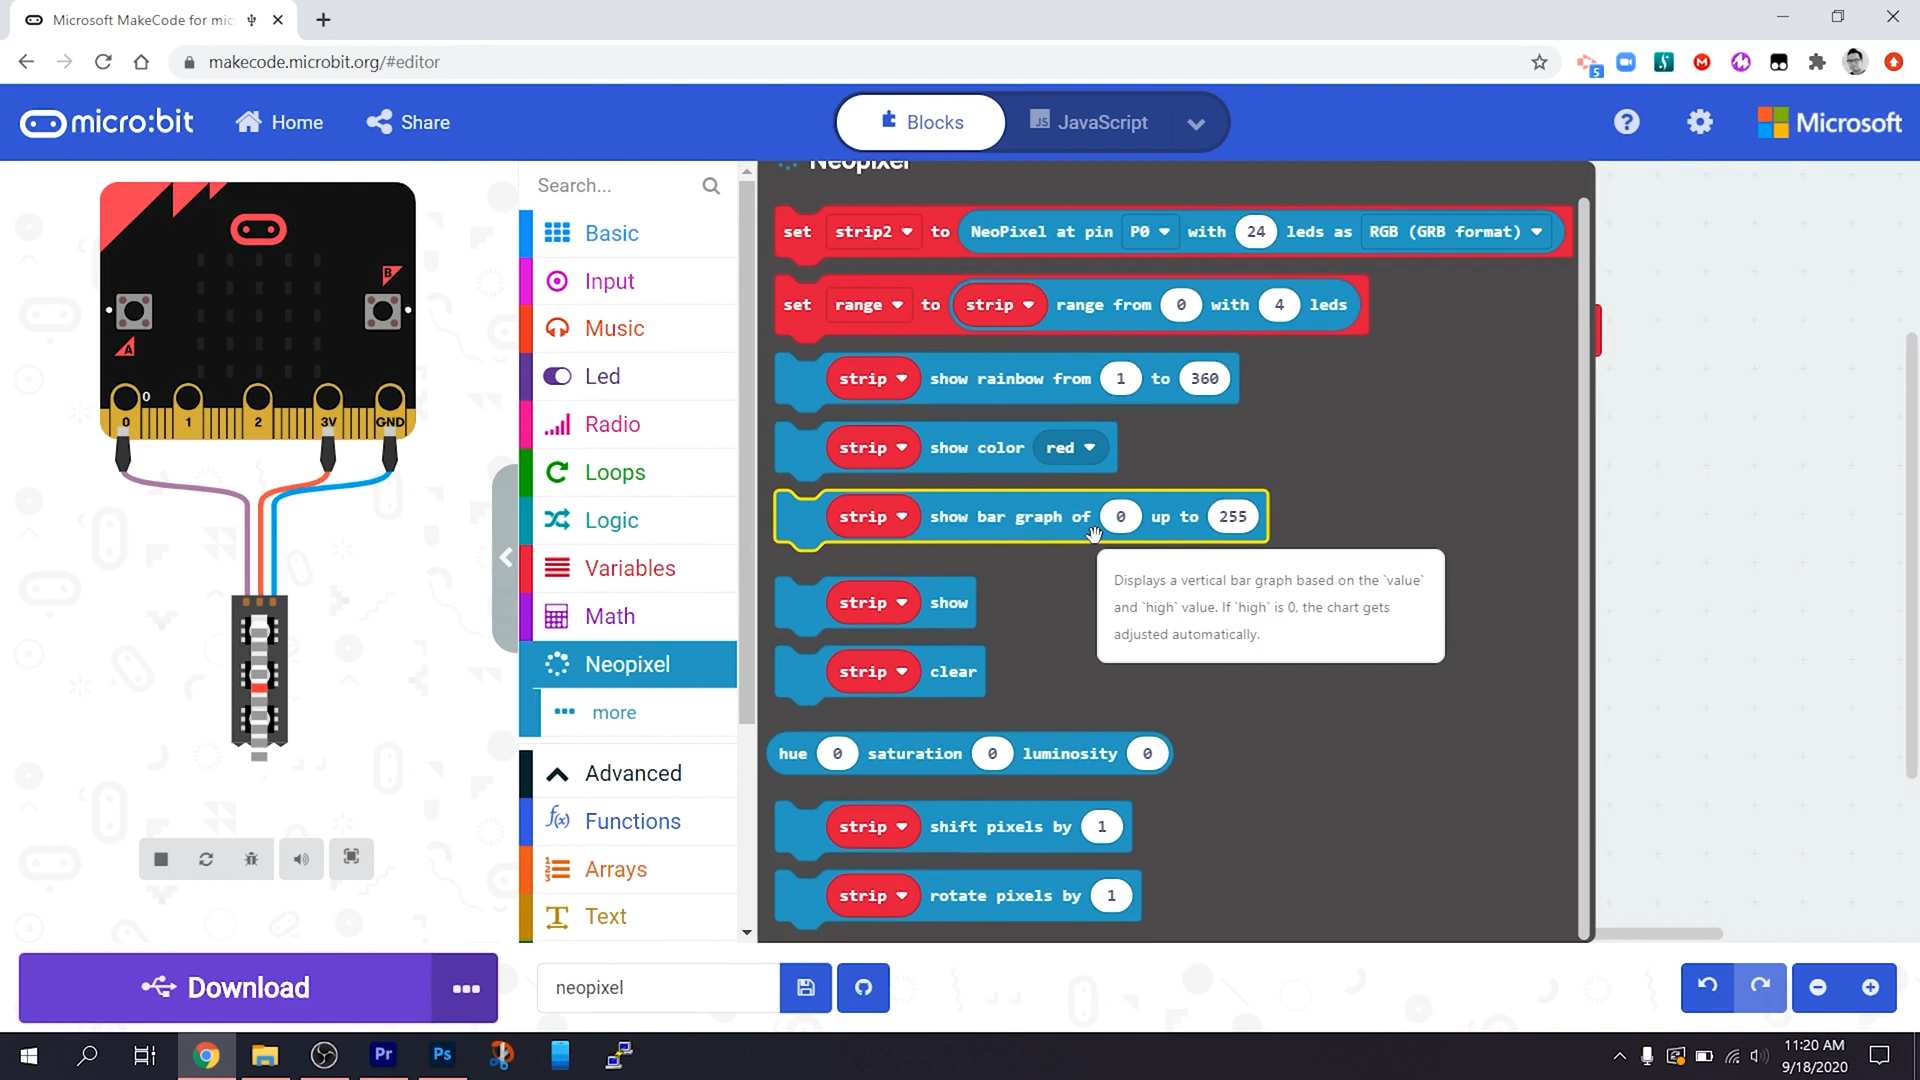 Microsoft MakeCode for mic
makecode.microbit.org/#editor
5
micro:bit
Home
Share
Blocks
JS
JavaScript
?
Microsoft
Neopixel
Search...
Basic
Input
Music
Led
Radio
Loops
Logic
Variables
Math
Neopixel
more
Advanced
f(x) Functions
Arrays
Text
set strip2 to NeoPixel at pin P0 with 24 leds as RGB (GRB format)
set range to strip range from 0 with 4 leds
strip show rainbow from 1 to 360
strip show color red
strip show bar graph of 0 up to 255
Displays a vertical bar graph based on the `value`
and `high` value. If `high` is 0, the chart gets
adjusted automatically.
strip show
strip clear
hue 0 saturation 0 luminosity 0
strip shift pixels by 1
strip rotate pixels by 1
B
A
0
0 1 2 3V GND
Download
neopixel
Pr
Ps
11:20 AM
9/18/2020